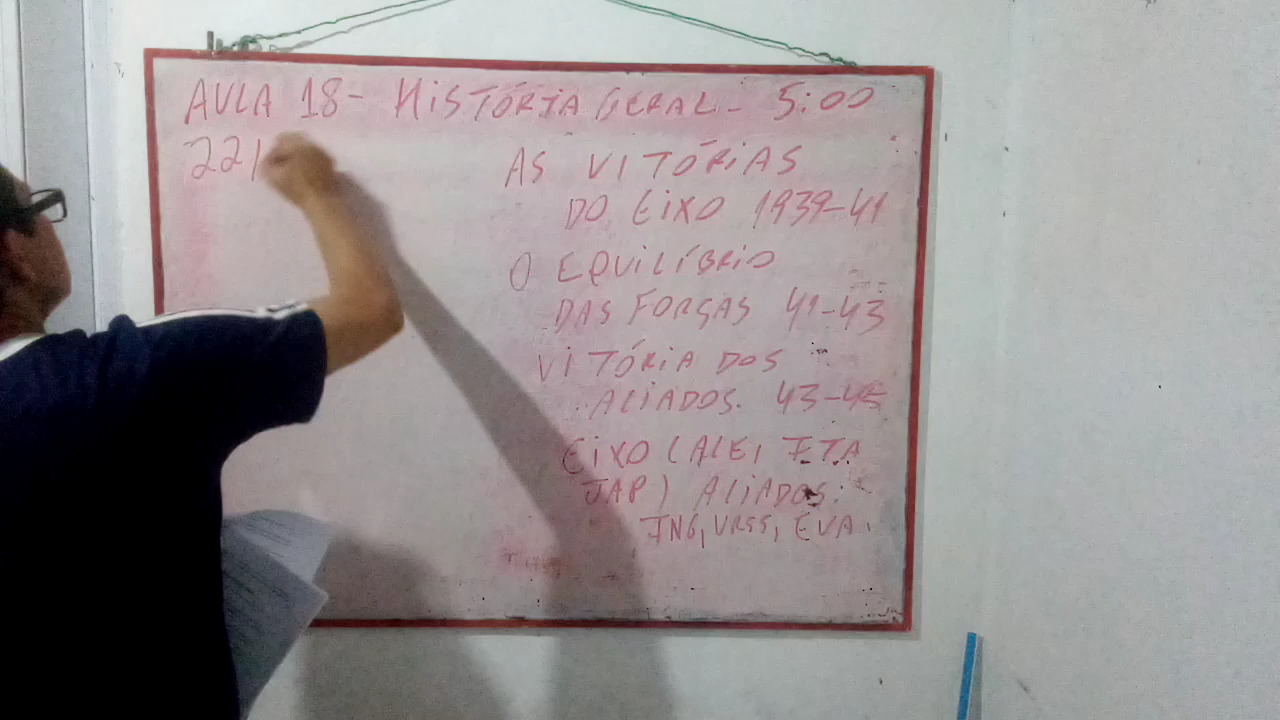 AULA 18- HISTÓRIA GERAL - 5:00
221
AS VITÓRIAS
DO EIXO 1939-41
O EQUILÍBRIO
DAS FORÇAS 41-43
VITÓRIA DOS
ALIADOS. 43-45
EIXO (ALE, ITA
JAP) ALIADOS:
ING, URSS, EUA.